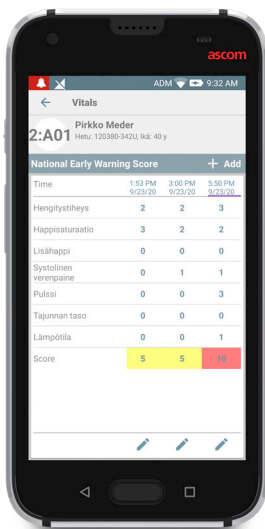 ascom
ADM 9:32 AM
Vitals
2:A01
Pirkko Meder
Hetu: 120380-342U, Ikä: 40 y
National Early Warning Score + Add
Time 1:53 PM 3:00 PM 5:50 PM
9/23/20 9/23/20 9/23/20
Hengitystiheys 2 2 3
Happisaturaatio 3 2 2
Lisähappi 0 0 0
Systolinen
verenpaine 0 1 1
Pulssi 0 0 3
Tajunnan taso 0 0 0
Lämpötila 0 0 1
Score 5 5 10